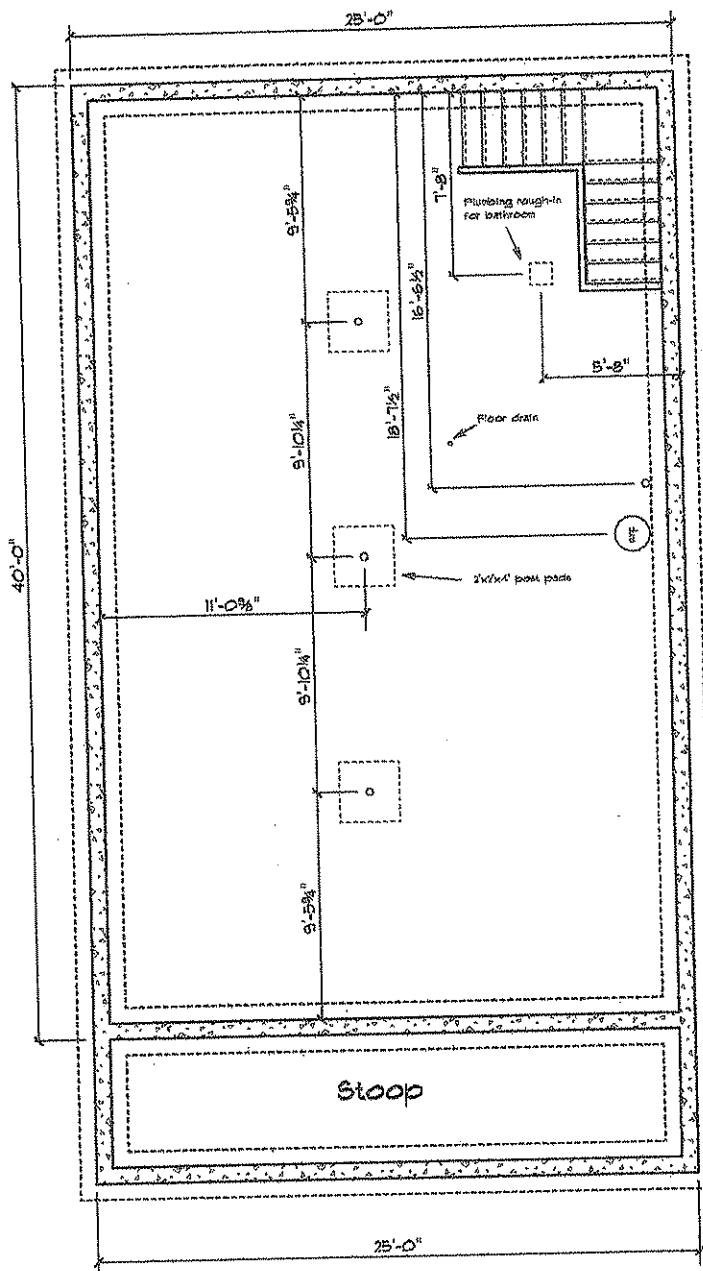 25'-0"
40'-0"
9'-5¾"
7'-8"
Plumbing rough-in
for bathroom
16'-6½"
5'-8"
18'-7½"
9'-10¼"
Floor drain
2'x2'x1' post pads
11'-0⅝"
9'-10¼"
9'-5¾"
Stoop
25'-0"